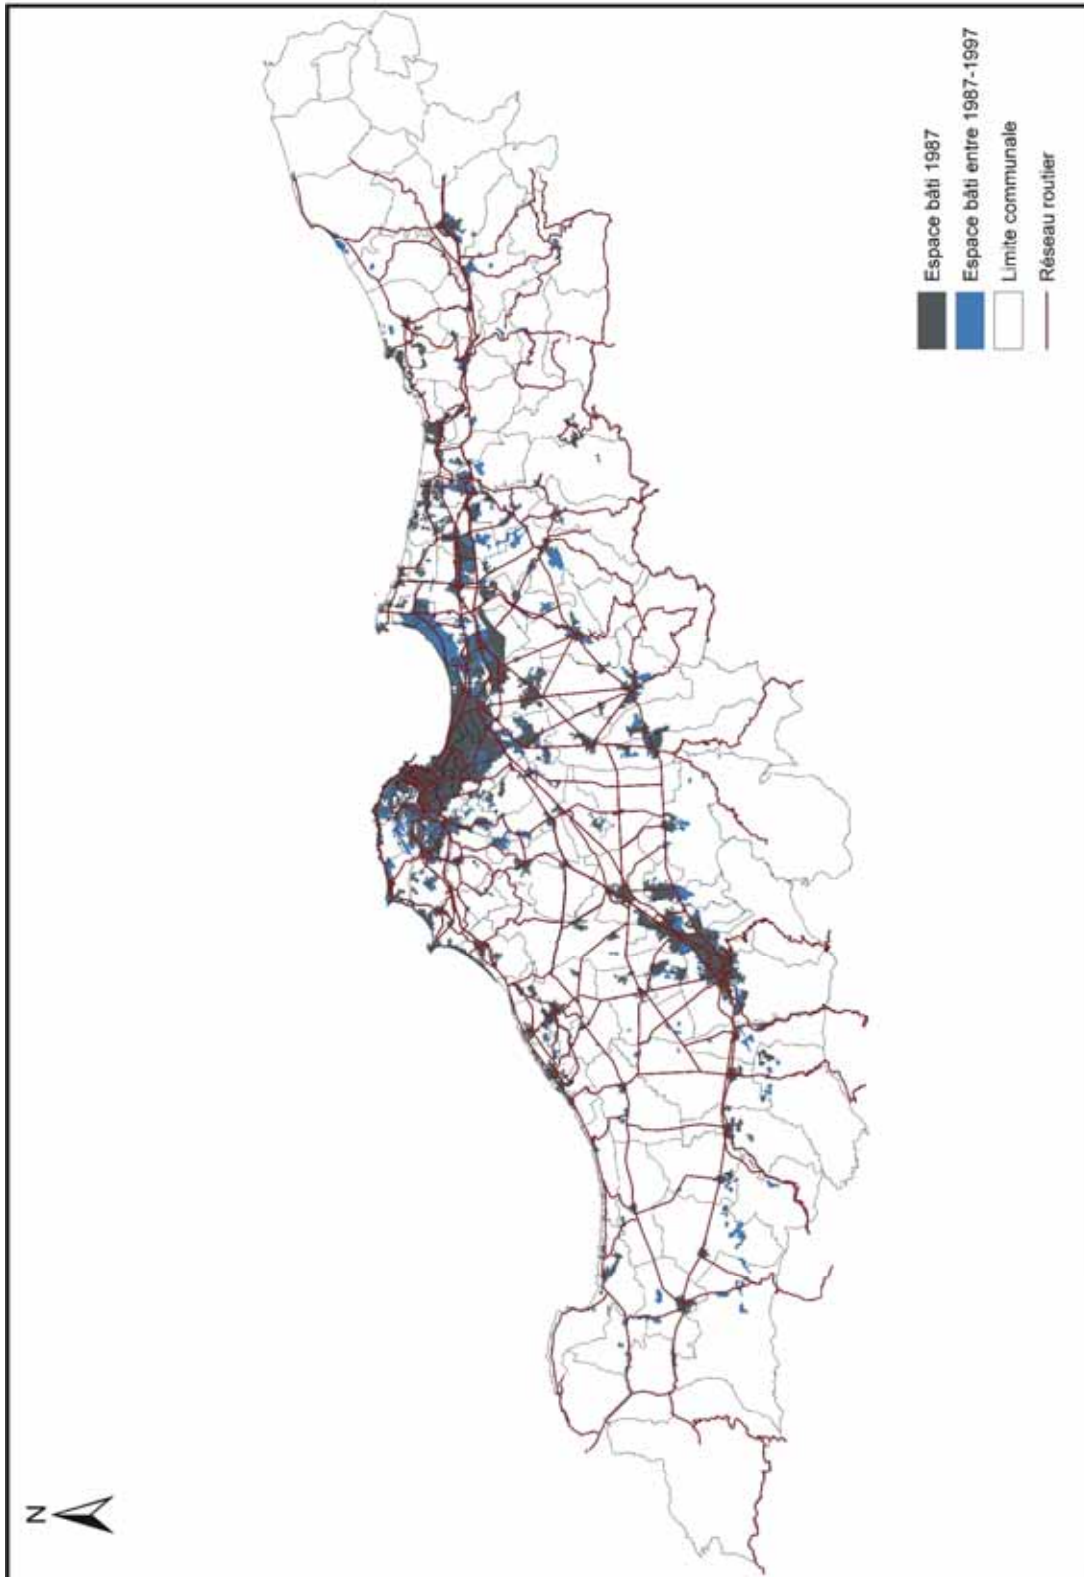 N
Espace bâti 1987
Espace bâti entre 1987-1997
Limite communale
Réseau routier